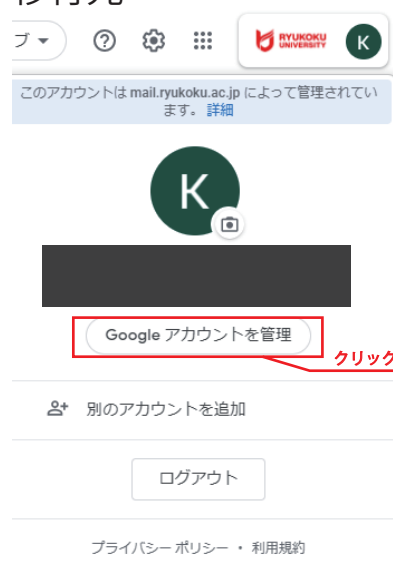 ブ
RYUKOKU
UNIVERSITY
K
このアカウントは mail.ryukoku.ac.jp によって管理されてい
ます。 詳細
K
Google アカウントを管理
クリック
別のアカウントを追加
ログアウト
プライバシー ポリシー ・ 利用規約